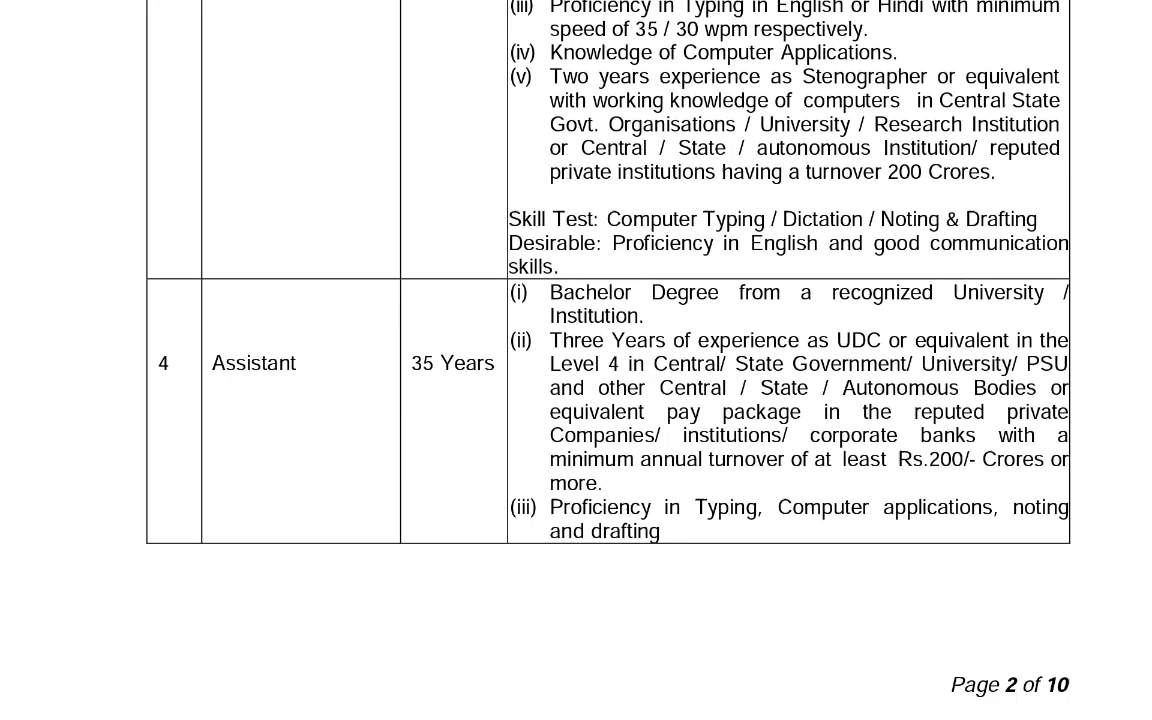 (iii) Proficiency in Typing in English or Hindi with minimum
speed of 35 / 30 wpm respectively.
(iv) Knowledge of Computer Applications.
(v) Two years experience as Stenographer or equivalent
with working knowledge of computers in Central State
Govt. Organisations / University / Research Institution
or Central / State / autonomous Institution/ reputed
private institutions having a turnover 200 Crores.
Skill Test: Computer Typing / Dictation / Noting & Drafting
Desirable: Proficiency in English and good communication
skills.
4 Assistant 35 Years
(i) Bachelor Degree from a recognized University /
Institution.
(ii) Three Years of experience as UDC or equivalent in the
Level 4 in Central/ State Government/ University/ PSU
and other Central / State / Autonomous Bodies or
equivalent pay package in the reputed private
Companies/ institutions/ corporate banks with a
minimum annual turnover of at least Rs.200/- Crores or
more.
(iii) Proficiency in Typing, Computer applications, noting
and drafting
Page 2 of 10